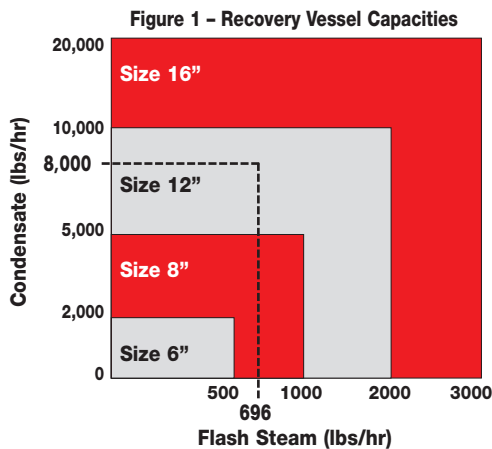 Figure 1 – Recovery Vessel Capacities
20,000
Size 16”
10,000
8,000
Size 12”
5,000
Size 8”
2,000
Size 6”
0
Condensate (lbs/hr)
500 1000 2000 3000
696
Flash Steam (lbs/hr)